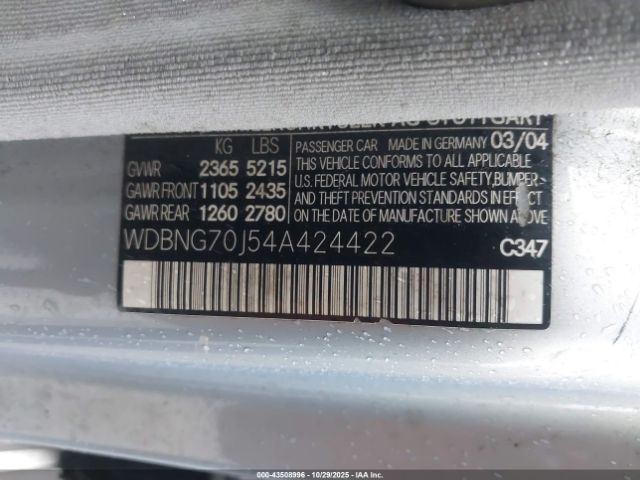 AG STUTTGART
KG LBS
GVWR 2365 5215
GAWR FRONT 1105 2435
GAWR REAR 1260 2780
PASSENGER CAR MADE IN GERMANY 03/04
THIS VEHICLE CONFORMS TO ALL APPLICABLE
U.S. FEDERAL MOTOR VEHICLE SAFETY, BUMPER-
AND THEFT PREVENTION STANDARDS IN EFFECT
ON THE DATE OF MANUFACTURE SHOWN ABOVE.
WDBNG70J54A424422
C347
000-43508996 10/29/2025 - IAA Inc.